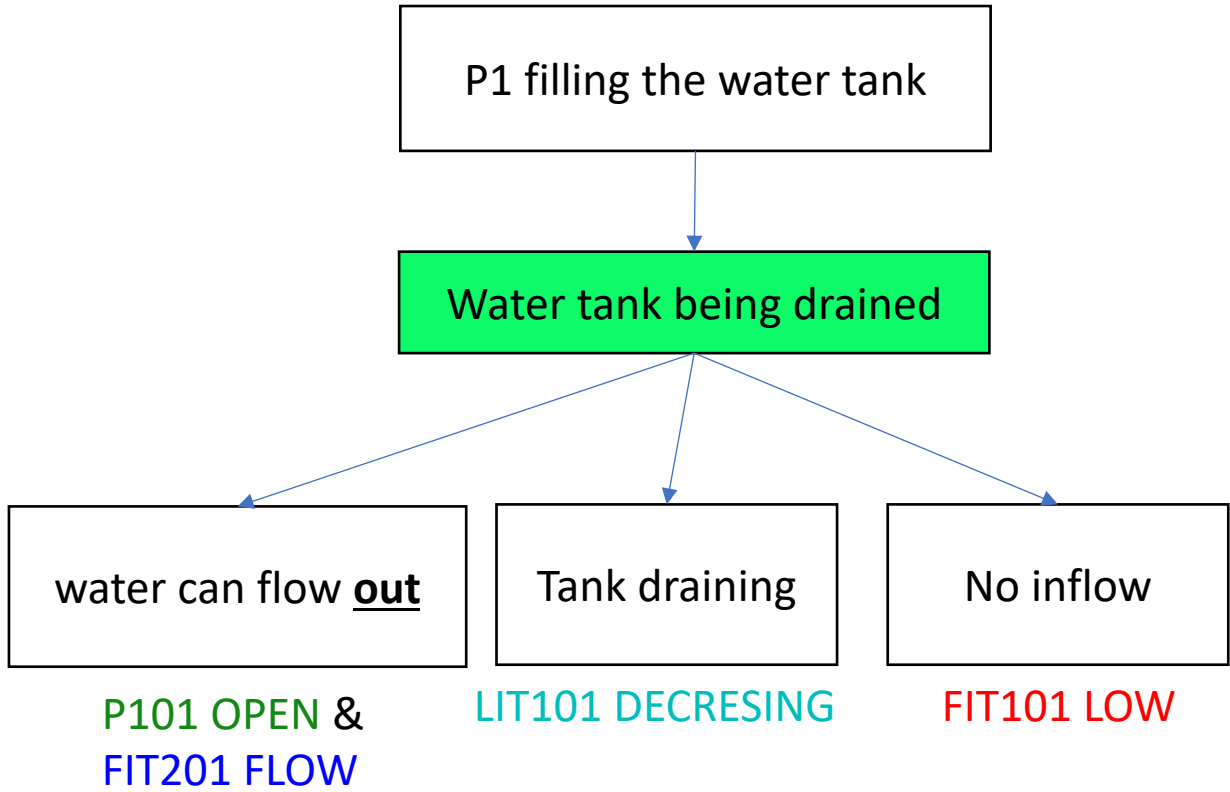 P1 filling the water tank
Water tank being drained
water can flow out
Tank draining
No inflow
P101 OPEN &
FIT201 FLOW
LIT101 DECRESING
FIT101 LOW